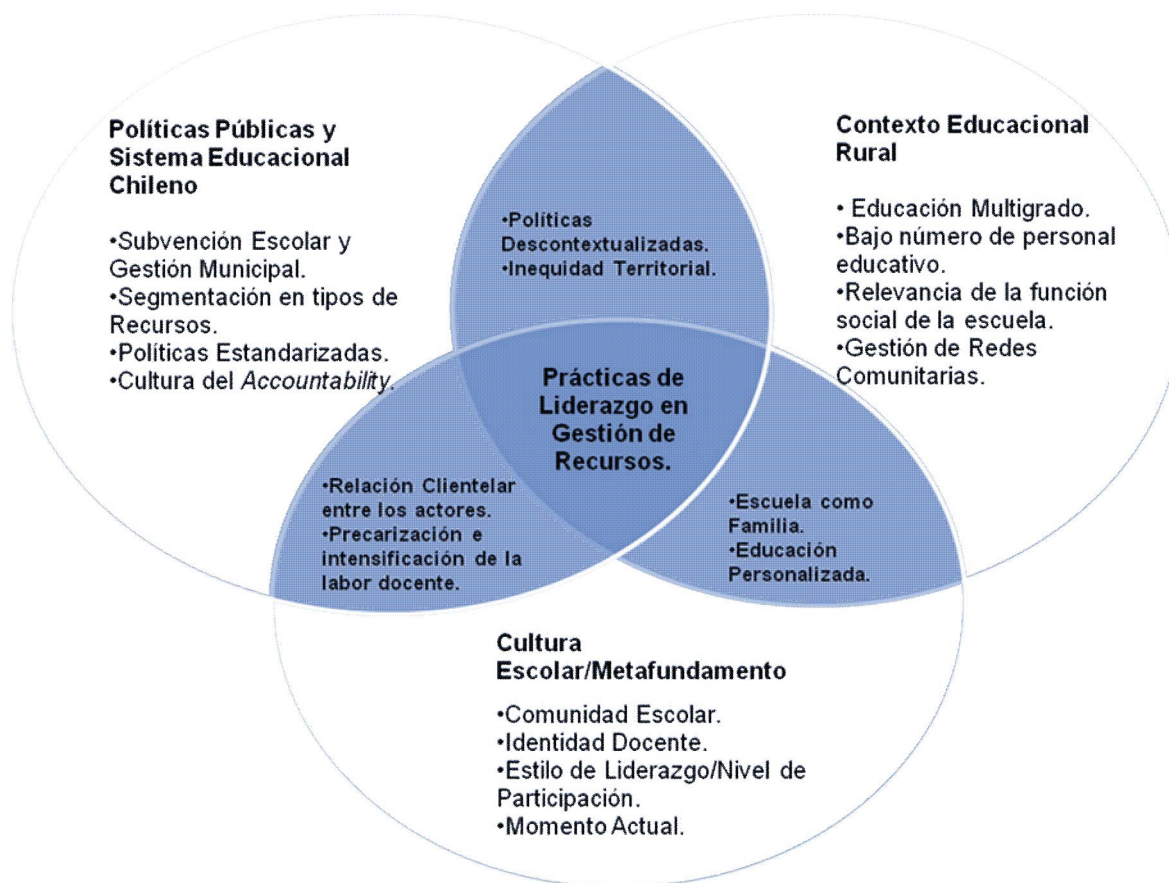 Políticas Públicas y
Sistema Educacional
Chileno
•Subvención Escolar y
Gestión Municipal.
•Segmentación en tipos de
Recursos.
•Políticas Estandarizadas.
•Cultura del Accountability.
•Políticas
Descontextualizadas.
•Inequidad Territorial.
Contexto Educacional
Rural
• Educación Multigrado.
•Bajo número de personal
educativo.
•Relevancia de la función
social de la escuela.
•Gestión de Redes
Comunitarias.
Prácticas de
Liderazgo en
Gestión de
Recursos.
•Relación Clientelar
entre los actores.
•Precarización e
intensificación de la
labor docente.
•Escuela como
Familia.
•Educación
Personalizada.
Cultura
Escolar/Metafundamento
•Comunidad Escolar.
•Identidad Docente.
•Estilo de Liderazgo/Nivel de
Participación.
•Momento Actual.